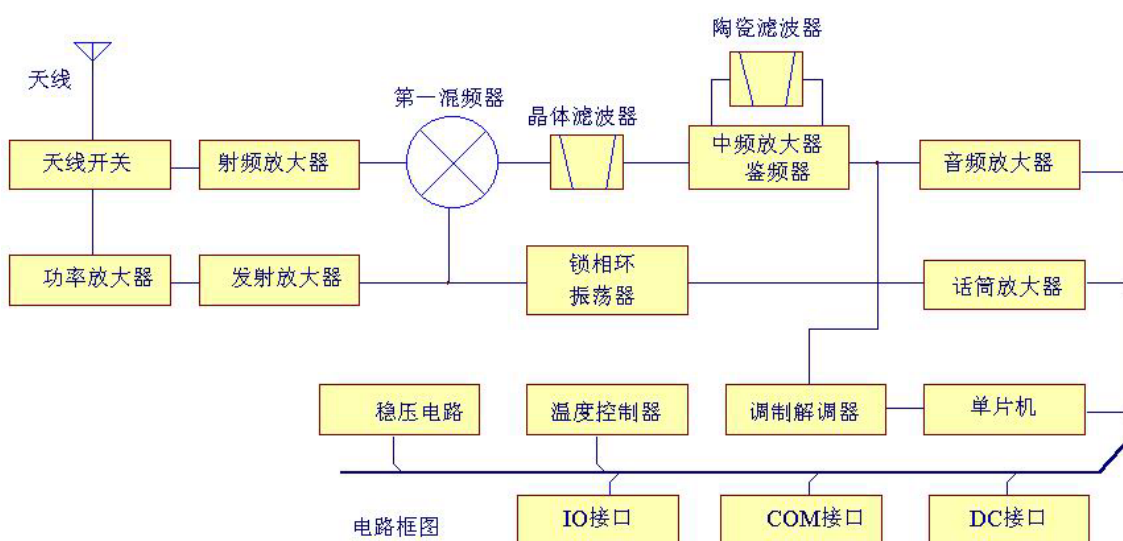 陶瓷滤波器
天线
第一混频器
晶体滤波器
天线开关
射频放大器
中频放大器
鉴频器
音频放大器
功率放大器
发射放大器
锁相环
振荡器
话筒放大器
稳压电路
温度控制器
调制解调器
单片机
电路框图
IO接口
COM接口
DC接口